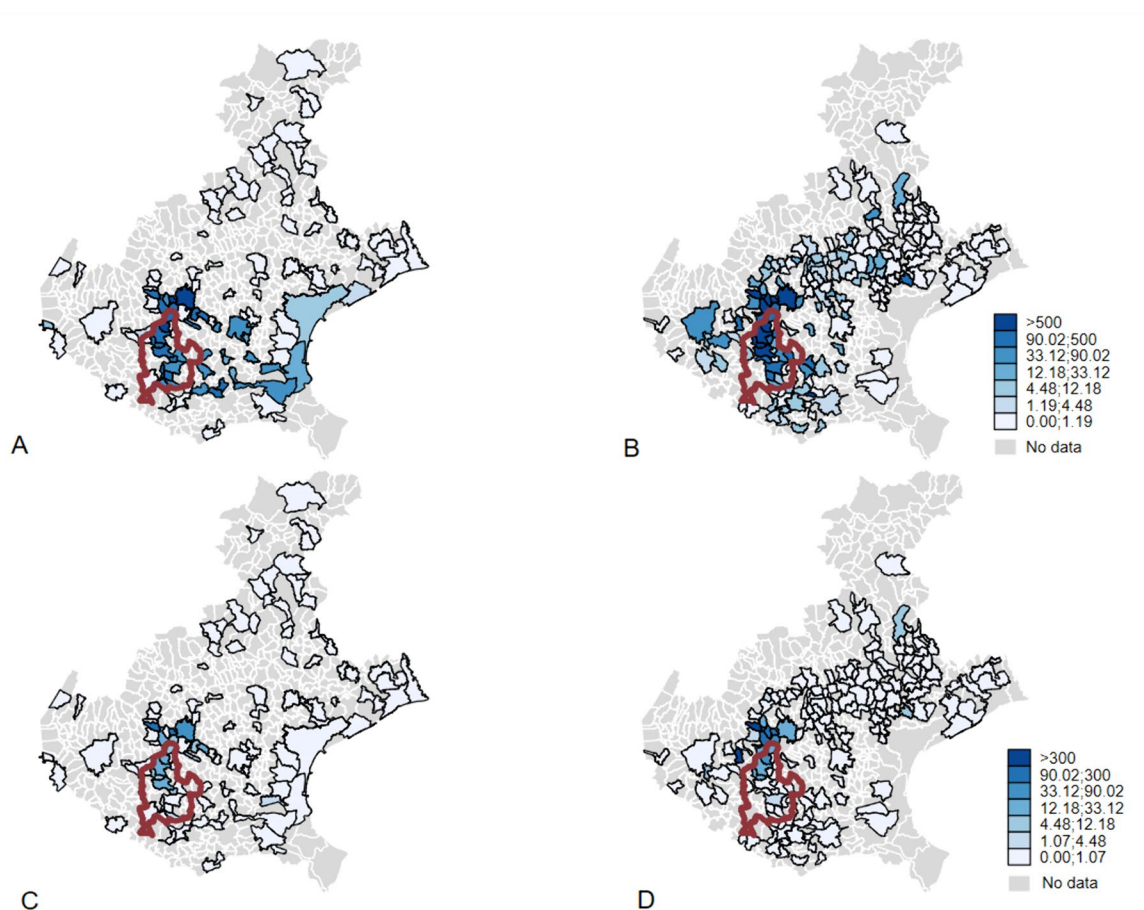 A
B
>500
90.02;500
33.12;90.02
12.18;33.12
4.48;12.18
1.19;4.48
0.00;1.19
No data
C
D
>300
90.02;300
33.12;90.02
12.18;33.12
4.48;12.18
1.07;4.48
0.00;1.07
No data